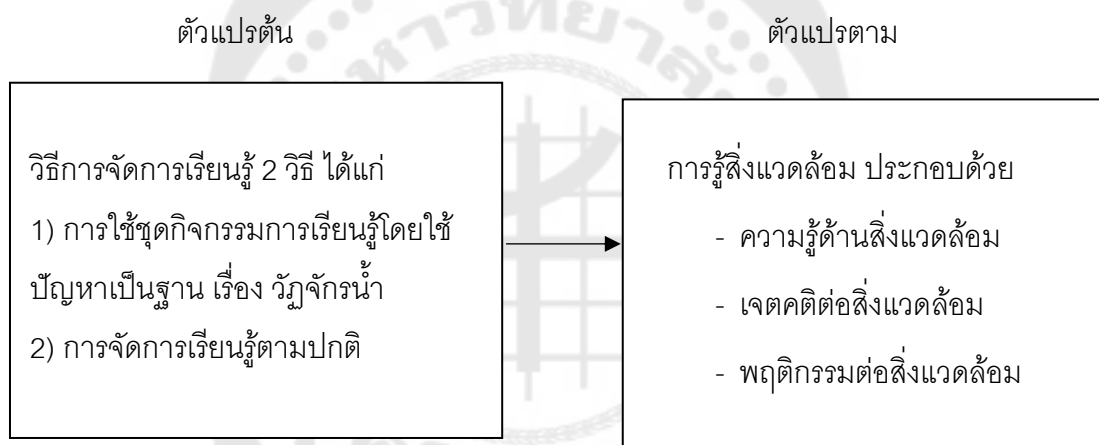 ตัวแปรต้น
ตัวแปรตาม
วิธีการจัดการเรียนรู้ 2 วิธี ได้แก่
1) การใช้ชุดกิจกรรมการเรียนรู้โดยใช้
ปัญหาเป็นฐาน เรื่อง วัฏจักรน้ำ
2) การจัดการเรียนรู้ตามปกติ
การรู้สิ่งแวดล้อม ประกอบด้วย
- ความรู้ด้านสิ่งแวดล้อม
- เจตคติต่อสิ่งแวดล้อม
- พฤติกรรมต่อสิ่งแวดล้อม